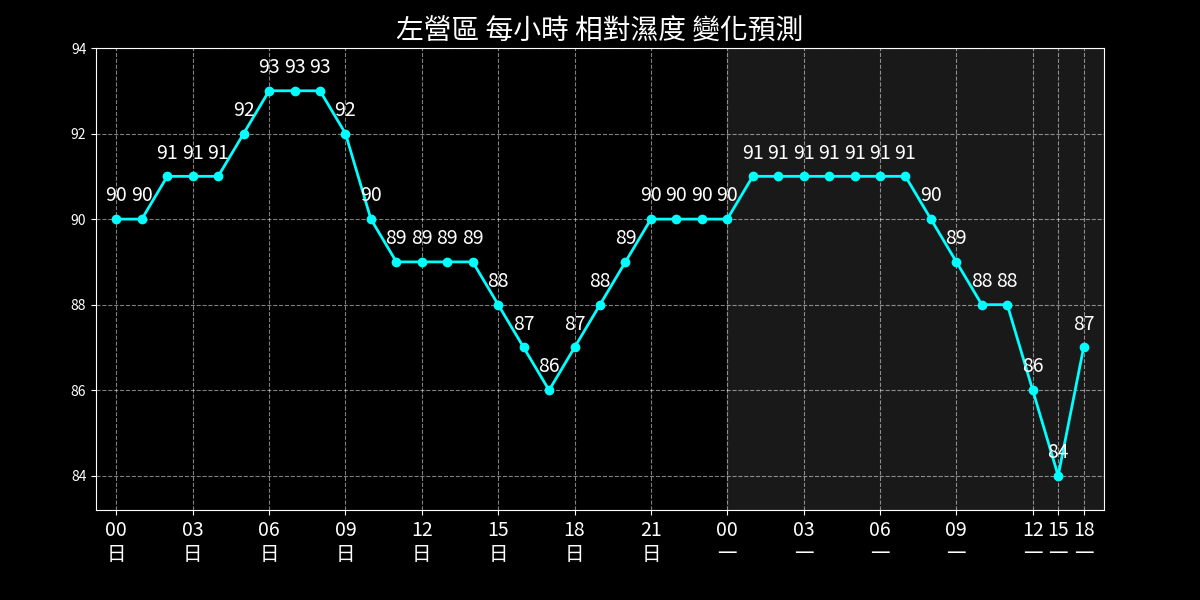 左營區 每小時 相對濕度 變化預測
94
93 93 93
92 92
92
91 91 91 91 91 91 91 91 91 91
90 90 90 90 90 90 90 90
90
89 89 89 89 89 89
88 88 88 88
88
87 87 87
86 86
86
84
84
00 03 06 09 12 15 18 21 00 03 06 09 12 15 18
日 日 日 日 日 日 日 日 一 一 一 一 一 一 一